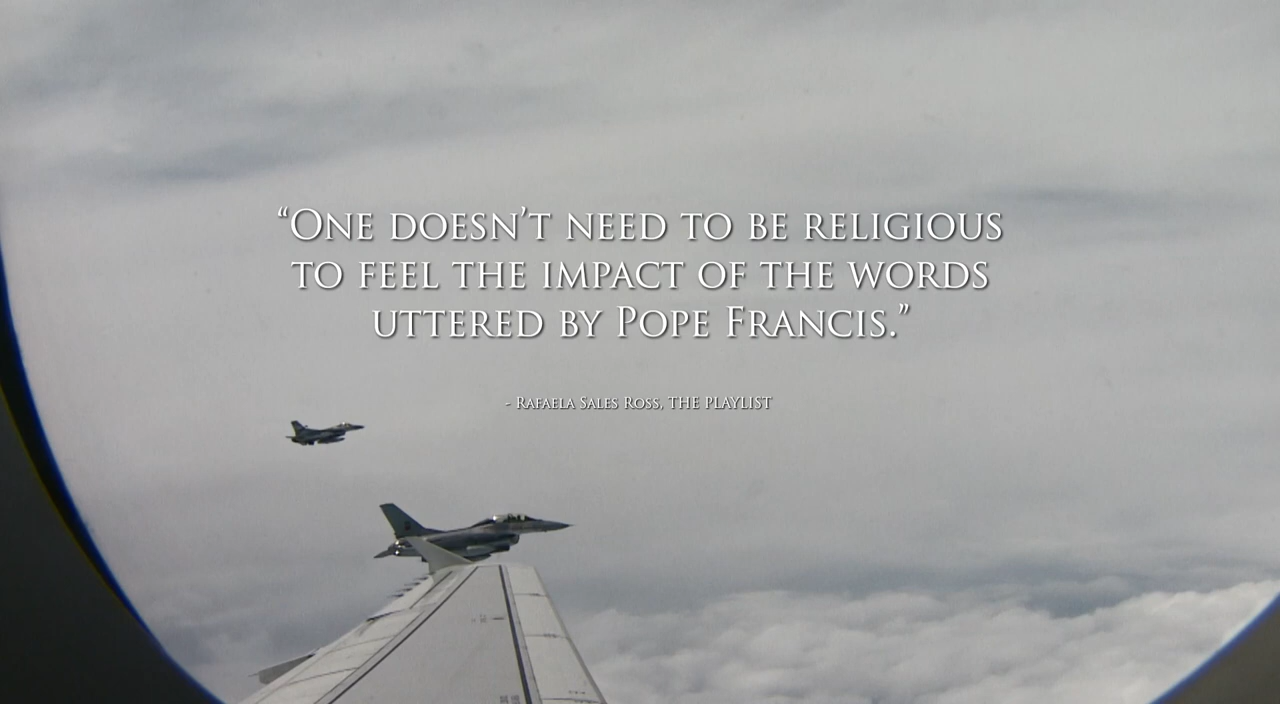 “One doesn’t need to be religious
to feel the impact of the words
uttered by Pope Francis.”
- Rafaela Sales Ross, THE PLAYLIST